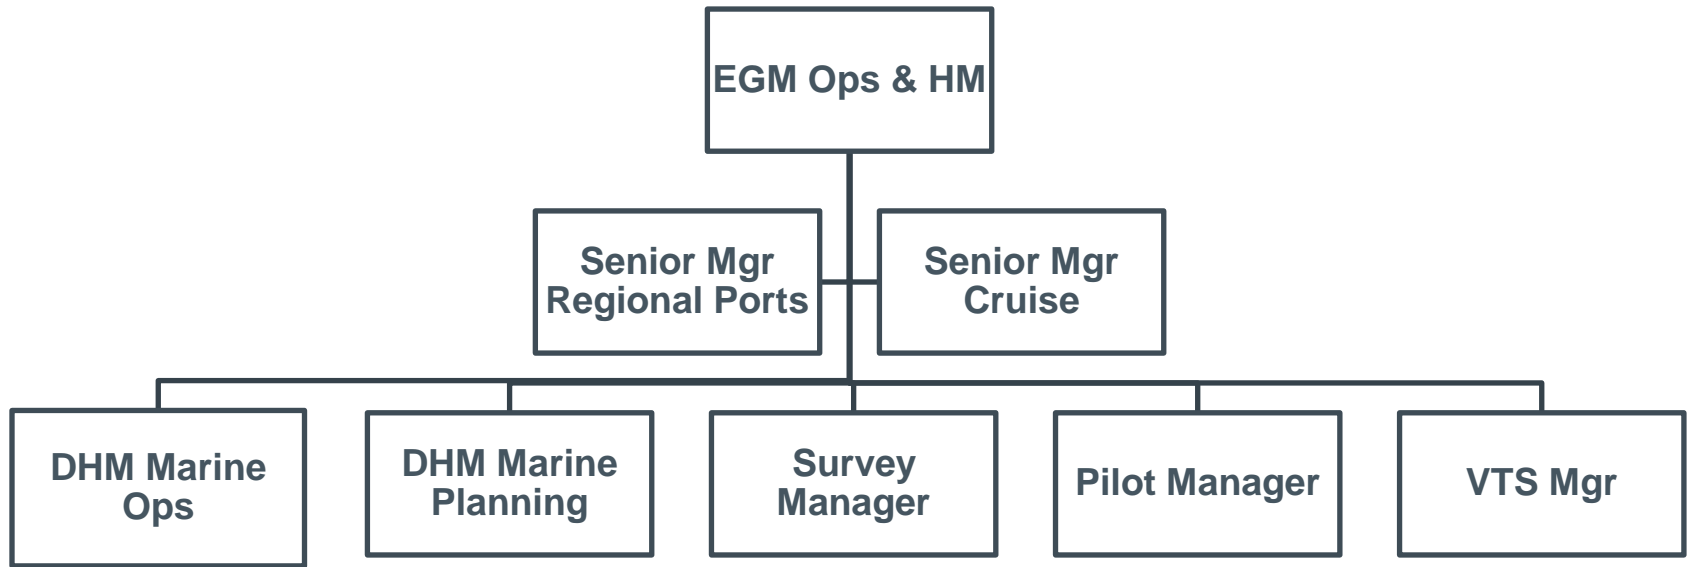 EGM Ops & HM
Senior Mgr
Regional Ports
Senior Mgr
Cruise
DHM Marine
Ops
DHM Marine
Planning
Survey
Manager
Pilot Manager
VTS Mgr